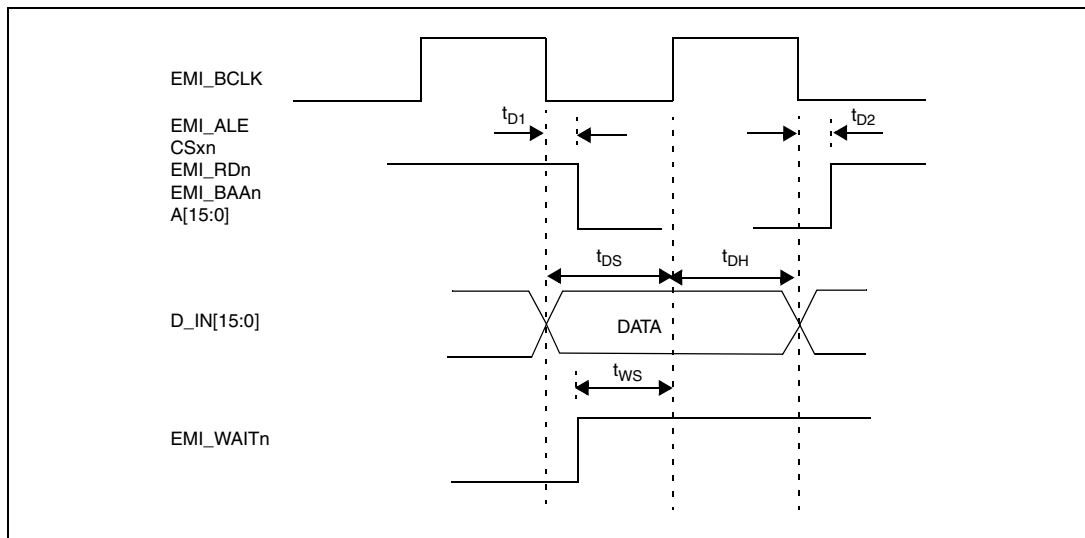 EMI_BCLK
tD1
tD2
EMI_ALE
CSxn
EMI_RDn
EMI_BAAn
A[15:0]
tDS
tDH
D_IN[15:0]
DATA
tWS
EMI_WAITn